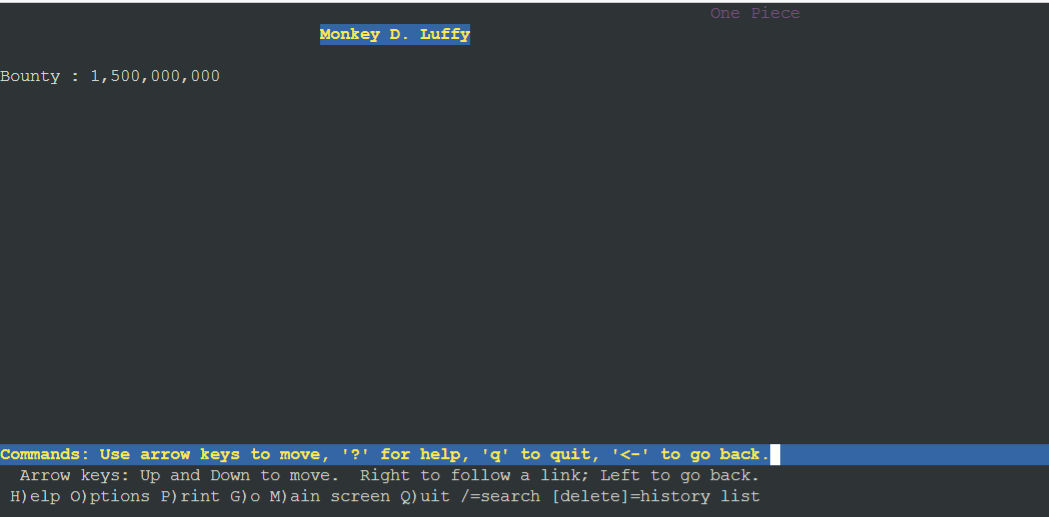 One Piece
Monkey D. Luffy
Bounty : 1,500,000,000
Commands: Use arrow keys to move, '?' for help, 'q' to quit, '<-' to go back.
Arrow keys: Up and Down to move.  Right to follow a link; Left to go back.
H)elp O)ptions P)rint G)o M)ain screen Q)uit /=search [delete]=history list